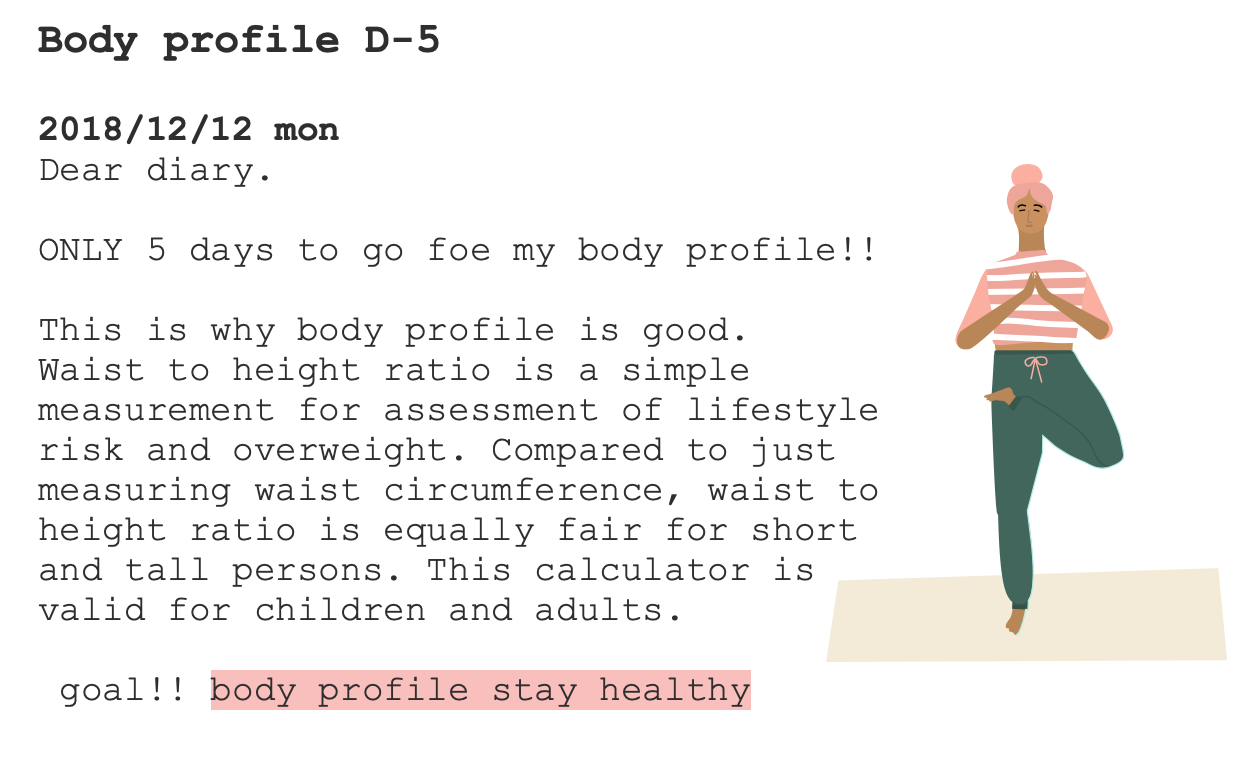 Body profile D-5
2018/12/12 mon
Dear diary.
ONLY 5 days to go foe my body profile!!
This is why body profile is good.
Waist to height ratio is a simple
measurement for assessment of lifestyle
risk and overweight. Compared to just
measuring waist circumference, waist to
height ratio is equally fair for short
and tall persons. This calculator is
valid for children and adults.
goal!! body profile stay healthy